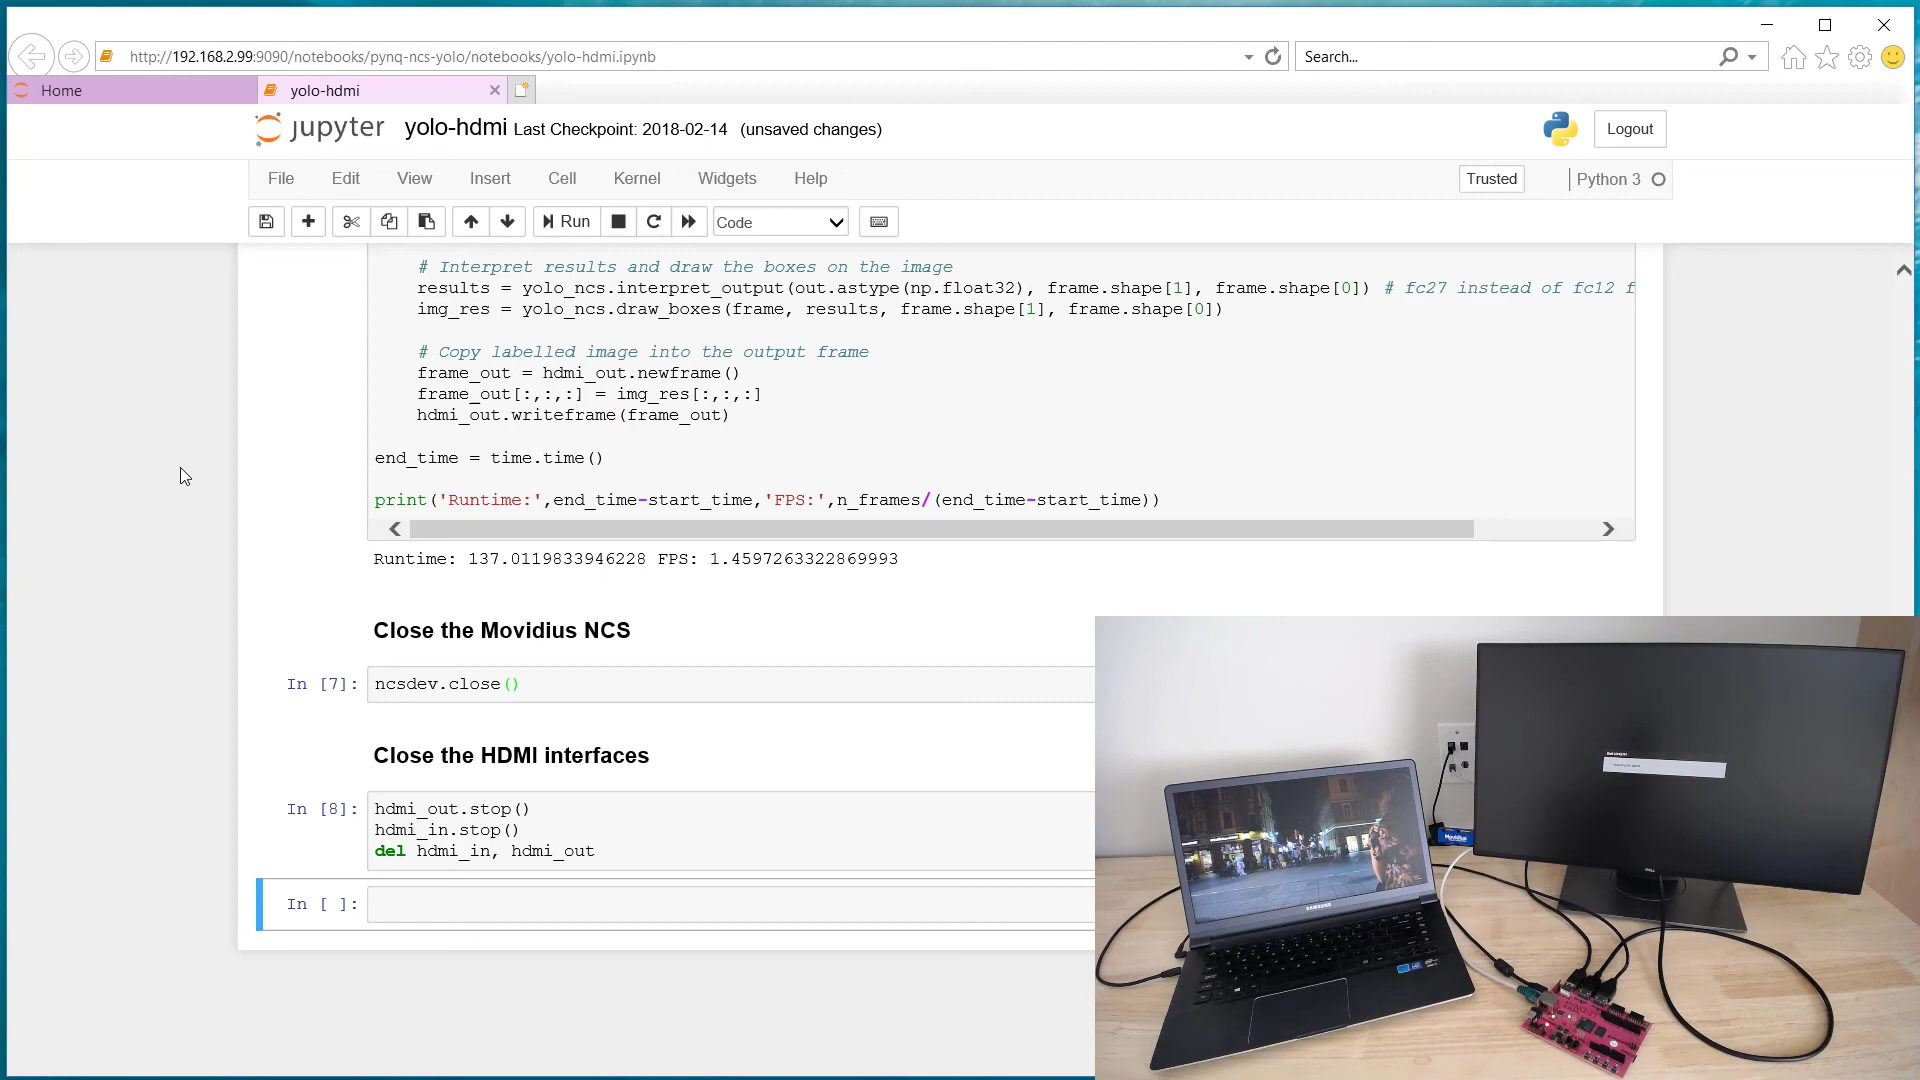 http://192.168.2.99:9090/notebooks/pynq-ncs-yolo/notebooks/yolo-hdmi.ipynb
Search...
Home
yolo-hdmi
jupyter yolo-hdmi Last Checkpoint: 2018-02-14 (unsaved changes)
Logout
File Edit View Insert Cell Kernel Widgets Help
Trusted
Python 3
Run
Code
# Interpret results and draw the boxes on the image
results = yolo_ncs.interpret_output(out.astype(np.float32), frame.shape[1], frame.shape[0]) # fc27 instead of fc12 f
img_res = yolo_ncs.draw_boxes(frame, results, frame.shape[1], frame.shape[0])
# Copy labelled image into the output frame
frame_out = hdmi_out.newframe()
frame_out[:,:,:] = img_res[:,:,:]
hdmi_out.writeframe(frame_out)
end_time = time.time()
print('Runtime:',end_time-start_time,'FPS:',n_frames/(end_time-start_time))
Runtime: 137.0119833946228 FPS: 1.4597263322869993
Close the Movidius NCS
In [7]: ncsdev.close()
Close the HDMI interfaces
In [8]: hdmi_out.stop()
hdmi_in.stop()
del hdmi_in, hdmi_out
In [ ]:
Movidius
DELL
SAMSUNG